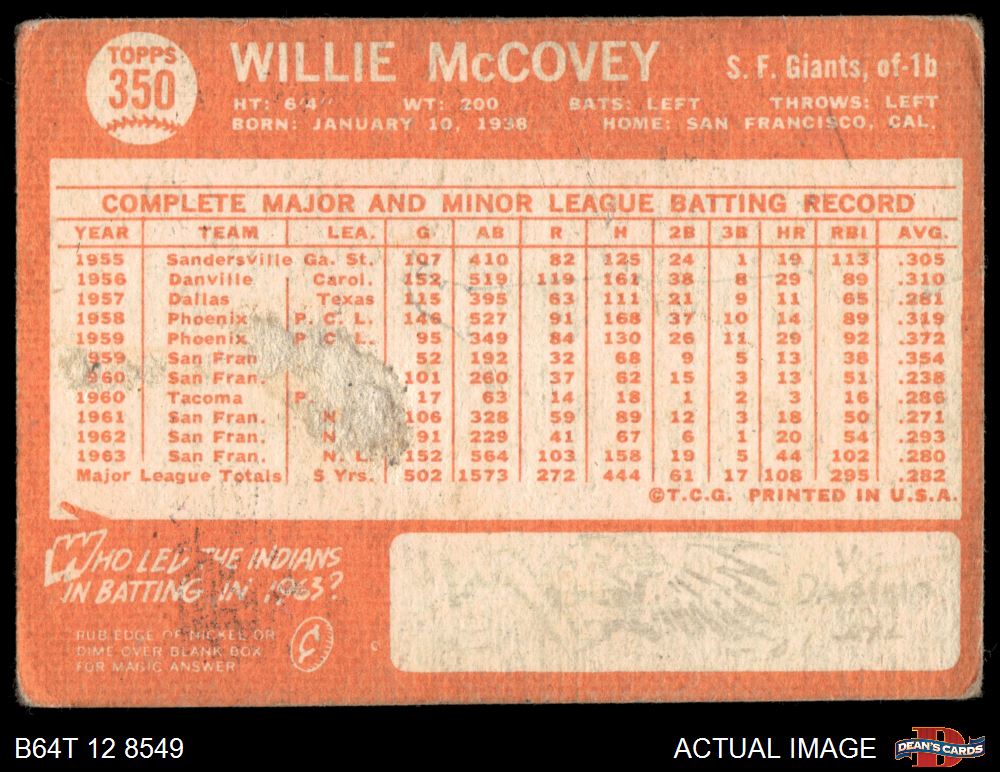 TOPPS
350
WILLIE McCOVEY
S. F. Giants, of-1b
HT: 6'4" WT: 200 BATS: LEFT THROWS: LEFT
BORN: JANUARY 10, 1938 HOME: SAN FRANCISCO, CAL.
COMPLETE MAJOR AND MINOR LEAGUE BATTING RECORD
YEAR TEAM LEA. G AB R H 2B 3B HR RBI AVG.
1955 Sandersville Ga. St. 107 410 82 125 24 1 19 113 .305
1956 Danville Carol. 152 519 119 161 38 8 29 89 .310
1957 Dallas Texas 115 395 63 111 21 9 11 65 .281
1958 Phoenix P. C. L. 146 527 91 168 37 10 14 89 .319
1959 Phoenix P. C. L. 95 349 84 130 26 11 29 92 .372
1959 San Fran 52 192 32 68 9 5 13 38 .354
1960 San Fran. 101 260 37 62 15 3 13 51 .238
1960 Tacoma P. 17 63 14 18 1 2 3 16 .286
1961 San Fran. N. 106 328 59 89 12 3 18 50 .271
1962 San Fran. N. 91 229 41 67 6 1 20 54 .293
1963 San Fran. N.L. 152 564 103 158 19 5 44 102 .280
Major League Totals 5 Yrs. 502 1573 272 444 61 17 108 295 .282
©T.C.G. PRINTED IN U.S.A.
WHO LED THE INDIANS
IN BATTING IN 1963?
RUB EDGE OF NICKEL OR
DIME OVER BLANK BOX
FOR MAGIC ANSWER
B64T 12 8549
ACTUAL IMAGE
D
DEAN'S CARDS